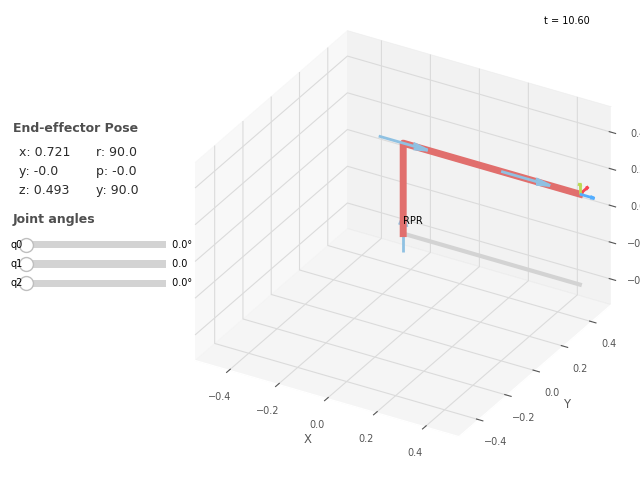 t = 10.60
End-effector Pose
x: 0.721 r: 90.0
y: -0.0 p: -0.0
z: 0.493 y: 90.0
Joint angles
q0 0.0°
q1 0.0
q2 0.0°
RPR
−0.4 −0.2 0.0 0.2 0.4
X
−0.4 −0.2 0.0 0.2 0.4
Y